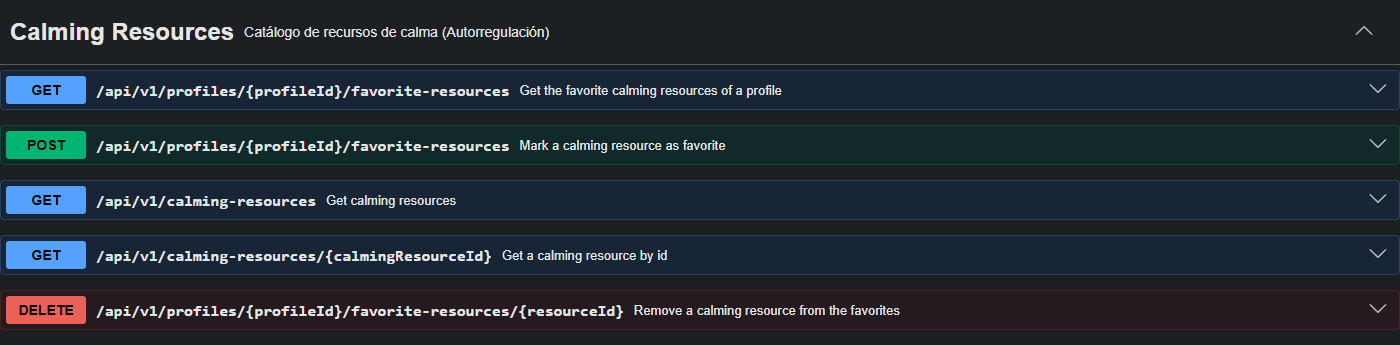 Calming Resources Catálogo de recursos de calma (Autorregulación)
GET /api/v1/profiles/{profileId}/favorite-resources Get the favorite calming resources of a profile
POST /api/v1/profiles/{profileId}/favorite-resources Mark a calming resource as favorite
GET /api/v1/calming-resources Get calming resources
GET /api/v1/calming-resources/{calmingResourceId} Get a calming resource by id
DELETE /api/v1/profiles/{profileId}/favorite-resources/{resourceId} Remove a calming resource from the favorites